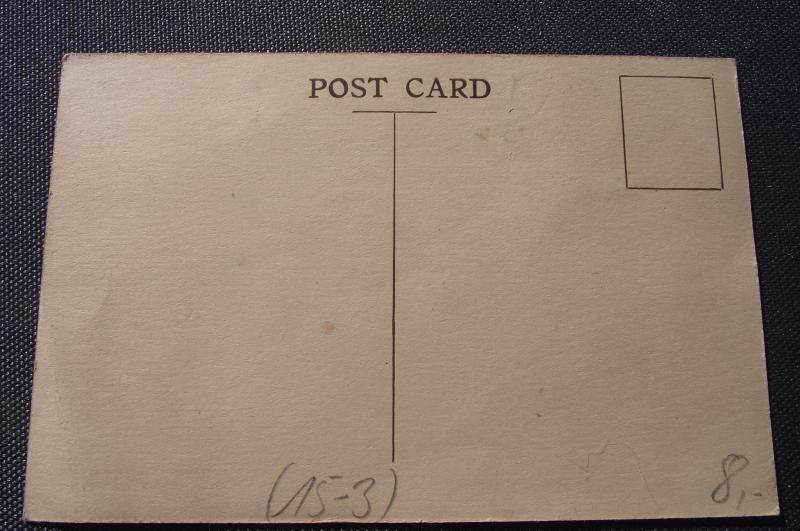 POST CARD
(15-3)
8,-